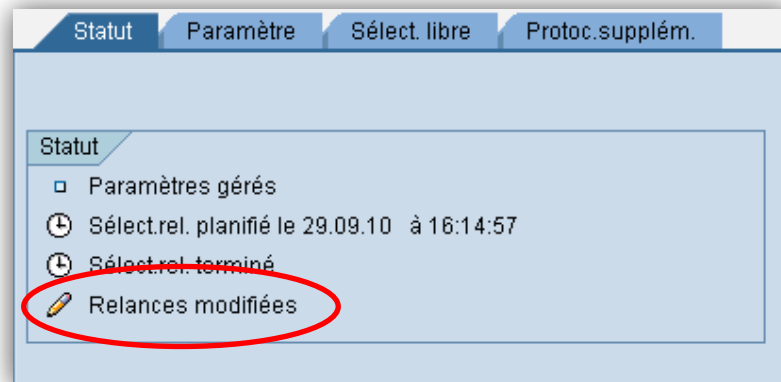 Statut Paramètre Sélect. libre Protoc.supplém.
Statut
Paramètres gérés
Sélect.rel. planifié le 29.09.10 à 16:14:57
Sélect.rel. terminé
Relances modifiées